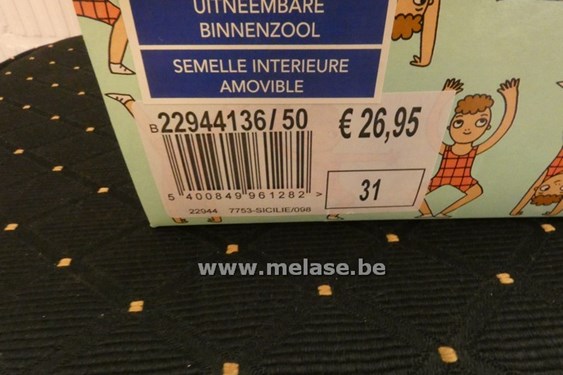 UITNEEMBARE
BINNENZOOL
SEMELLE INTERIEURE
AMOVIBLE
B22944136/50
€ 26,95
5 400849 961282 >
31
22944 7753-SICILIE/098
www.melase.be